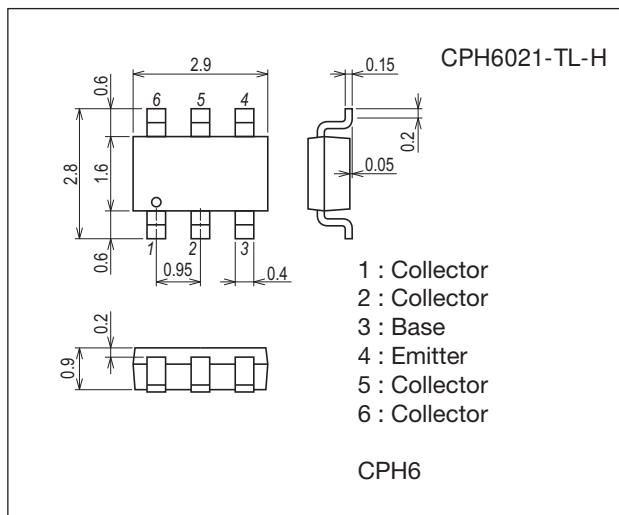 CPH6021-TL-H
2.9
0.15
0.6
6
5
4
0.2
2.8
1.6
0.05
0.6
1
2
3
0.95
0.4
1 : Collector
2 : Collector
3 : Base
4 : Emitter
5 : Collector
6 : Collector
0.2
0.9
CPH6